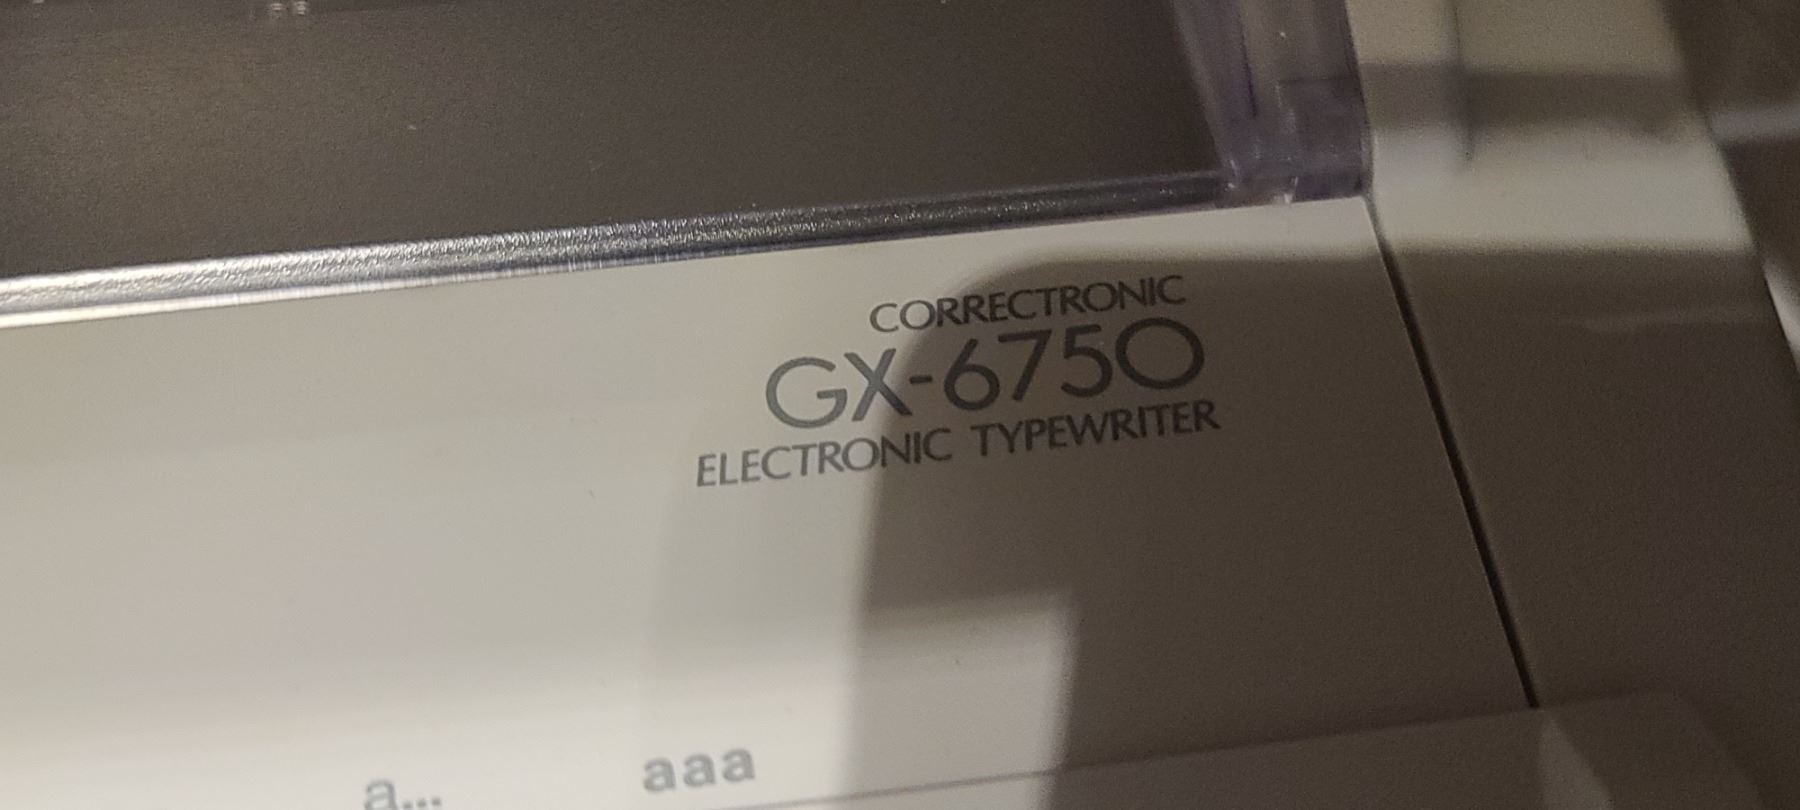 CORRECTRONIC
GX-6750
ELECTRONIC TYPEWRITER
a... aaa